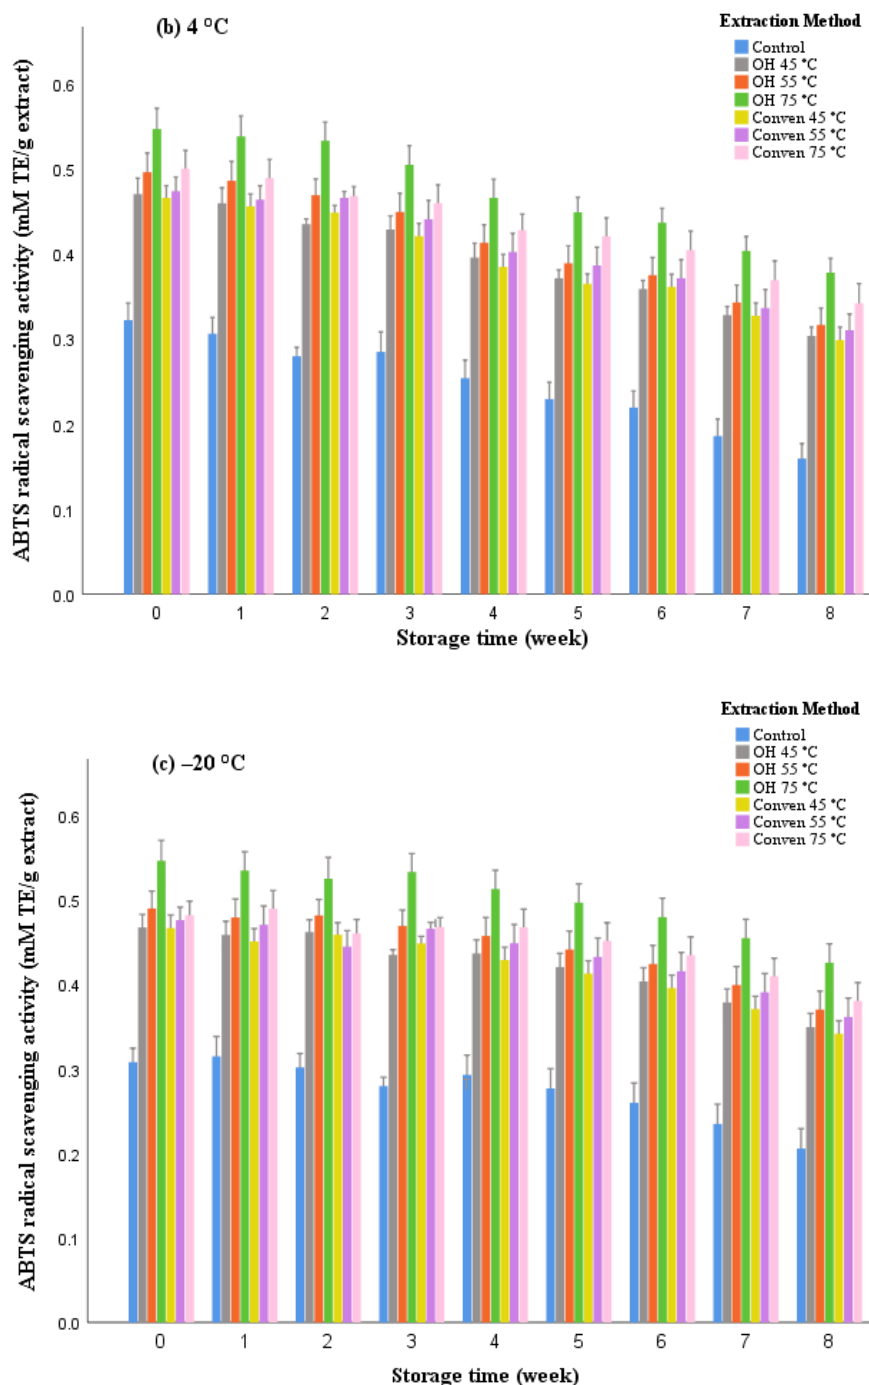 (b) 4 °C
Extraction Method
Control
OH 45 °C
OH 55 °C
OH 75 °C
Conven 45 °C
Conven 55 °C
Conven 75 °C
ABTS radical scavenging activity (mM TE/g extract)
0.6
0.5
0.4
0.3
0.2
0.1
0.0
0 1 2 3 4 5 6 7 8
Storage time (week)
Extraction Method
(c) –20 °C
Control
OH 45 °C
OH 55 °C
OH 75 °C
Conven 45 °C
Conven 55 °C
Conven 75 °C
ABTS radical scavenging activity (mM TE/g extract)
0.6
0.5
0.4
0.3
0.2
0.1
0.0
0 1 2 3 4 5 6 7 8
Storage time (week)